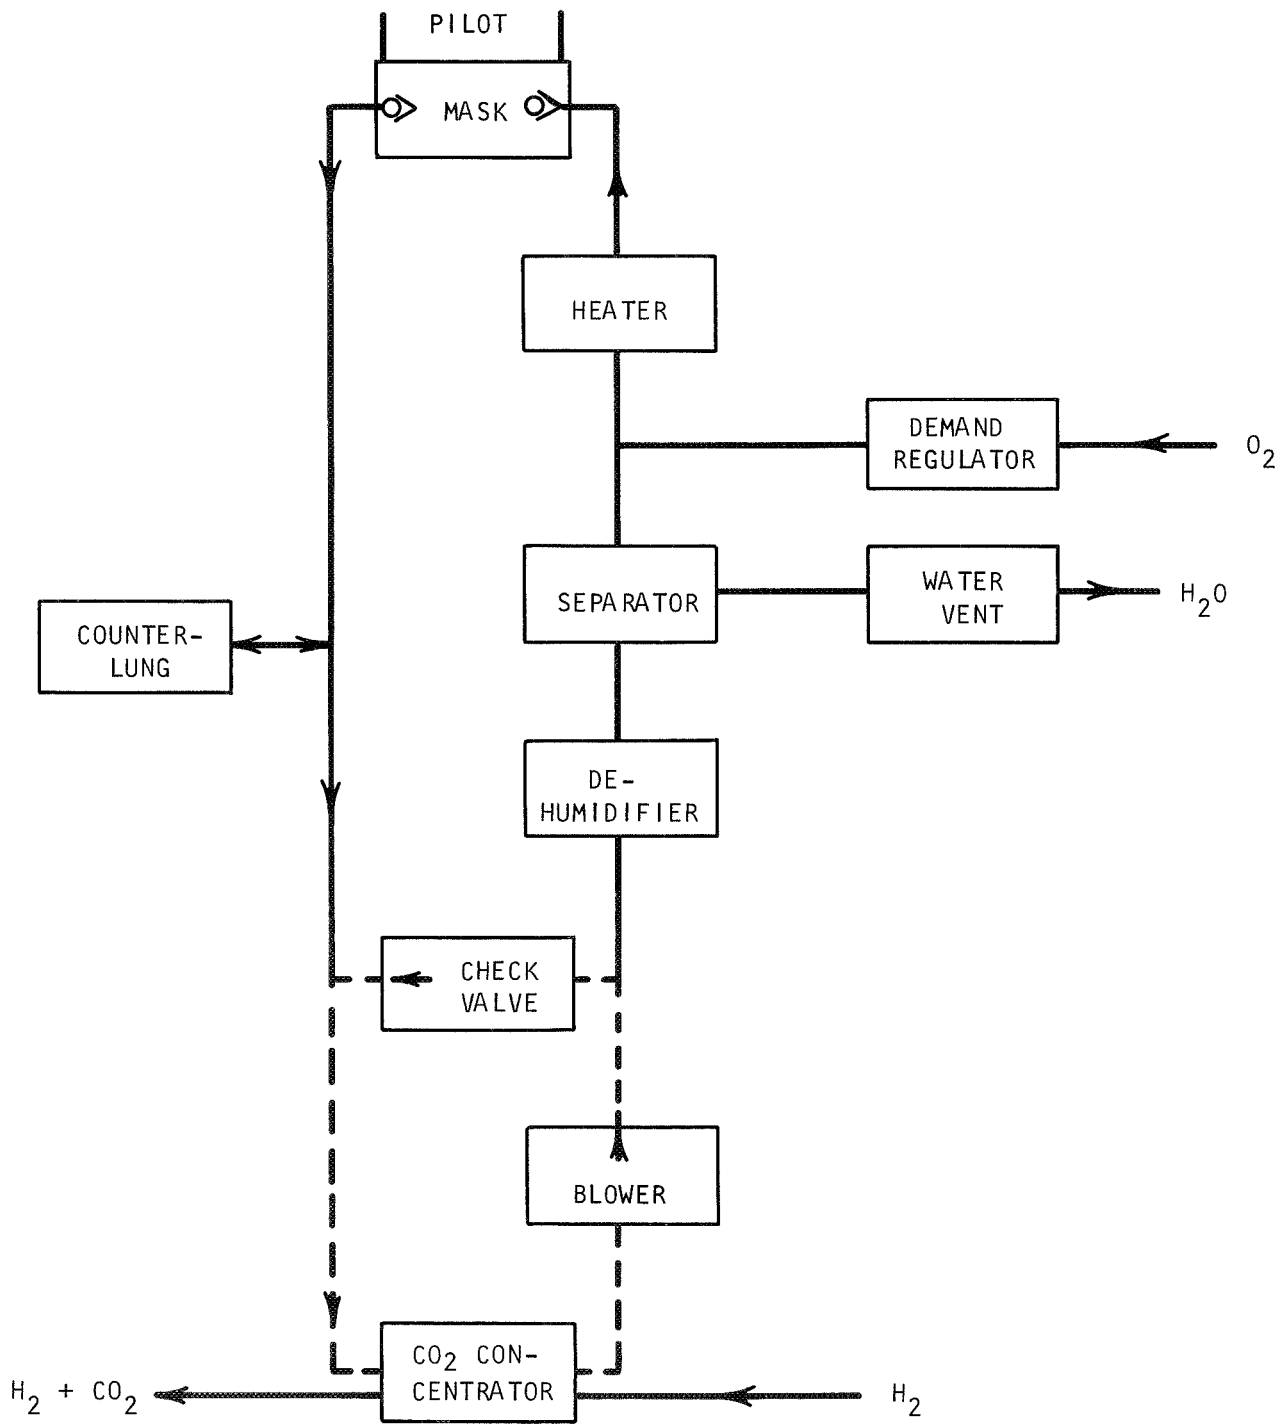 PILOT
MASK
HEATER
DEMAND
REGULATOR
O₂
SEPARATOR
WATER
VENT
H₂O
COUNTER-
LUNG
DE-
HUMIDIFIER
CHECK
VALVE
BLOWER
CO₂ CON-
CENTRATOR
H₂ + CO₂
H₂